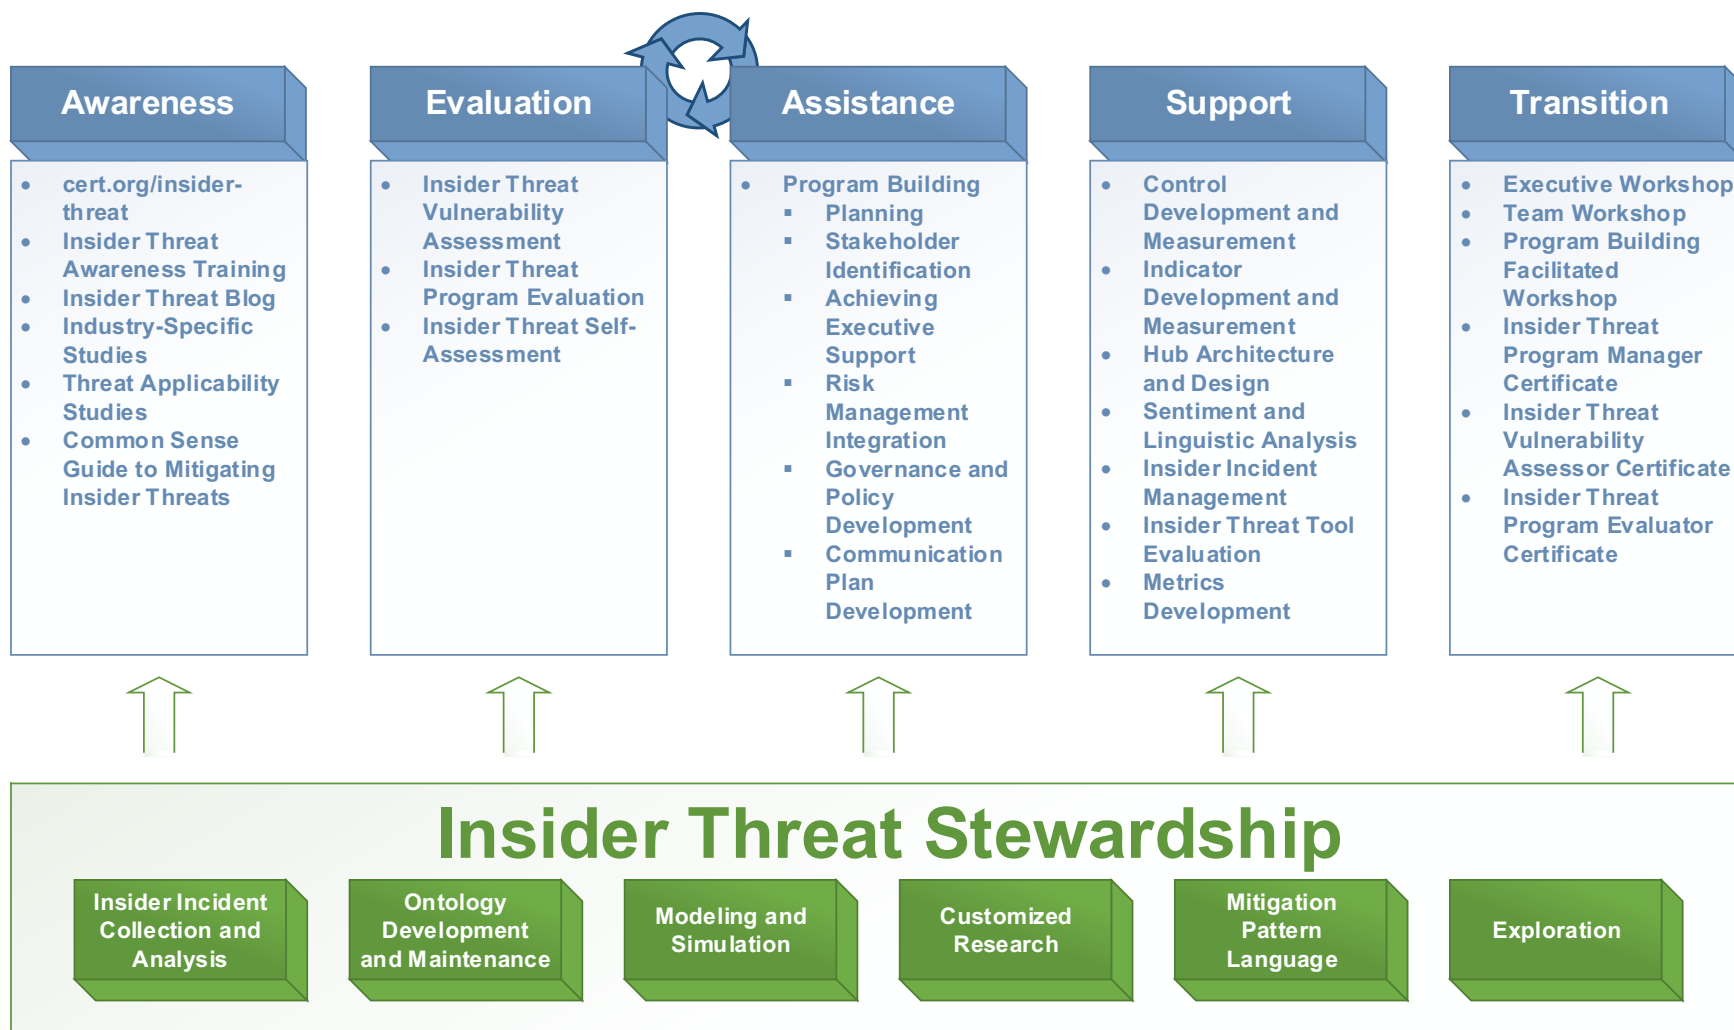 Awareness
• cert.org/insider-
threat
• Insider Threat
Awareness Training
• Insider Threat Blog
• Industry-Specific
Studies
• Threat Applicability
Studies
• Common Sense
Guide to Mitigating
Insider Threats
Evaluation
• Insider Threat
Vulnerability
Assessment
• Insider Threat
Program Evaluation
• Insider Threat Self-
Assessment
Assistance
• Program Building
▪ Planning
▪ Stakeholder
Identification
▪ Achieving
Executive
Support
▪ Risk
Management
Integration
▪ Governance and
Policy
Development
▪ Communication
Plan
Development
Support
• Control
Development and
Measurement
• Indicator
Development and
Measurement
• Hub Architecture
and Design
• Sentiment and
Linguistic Analysis
• Insider Incident
Management
• Insider Threat Tool
Evaluation
• Metrics
Development
Transition
• Executive Workshop
• Team Workshop
• Program Building
Facilitated
Workshop
• Insider Threat
Program Manager
Certificate
• Insider Threat
Vulnerability
Assessor Certificate
• Insider Threat
Program Evaluator
Certificate
Insider Threat Stewardship
Insider Incident
Collection and
Analysis
Ontology
Development
and Maintenance
Modeling and
Simulation
Customized
Research
Mitigation
Pattern
Language
Exploration